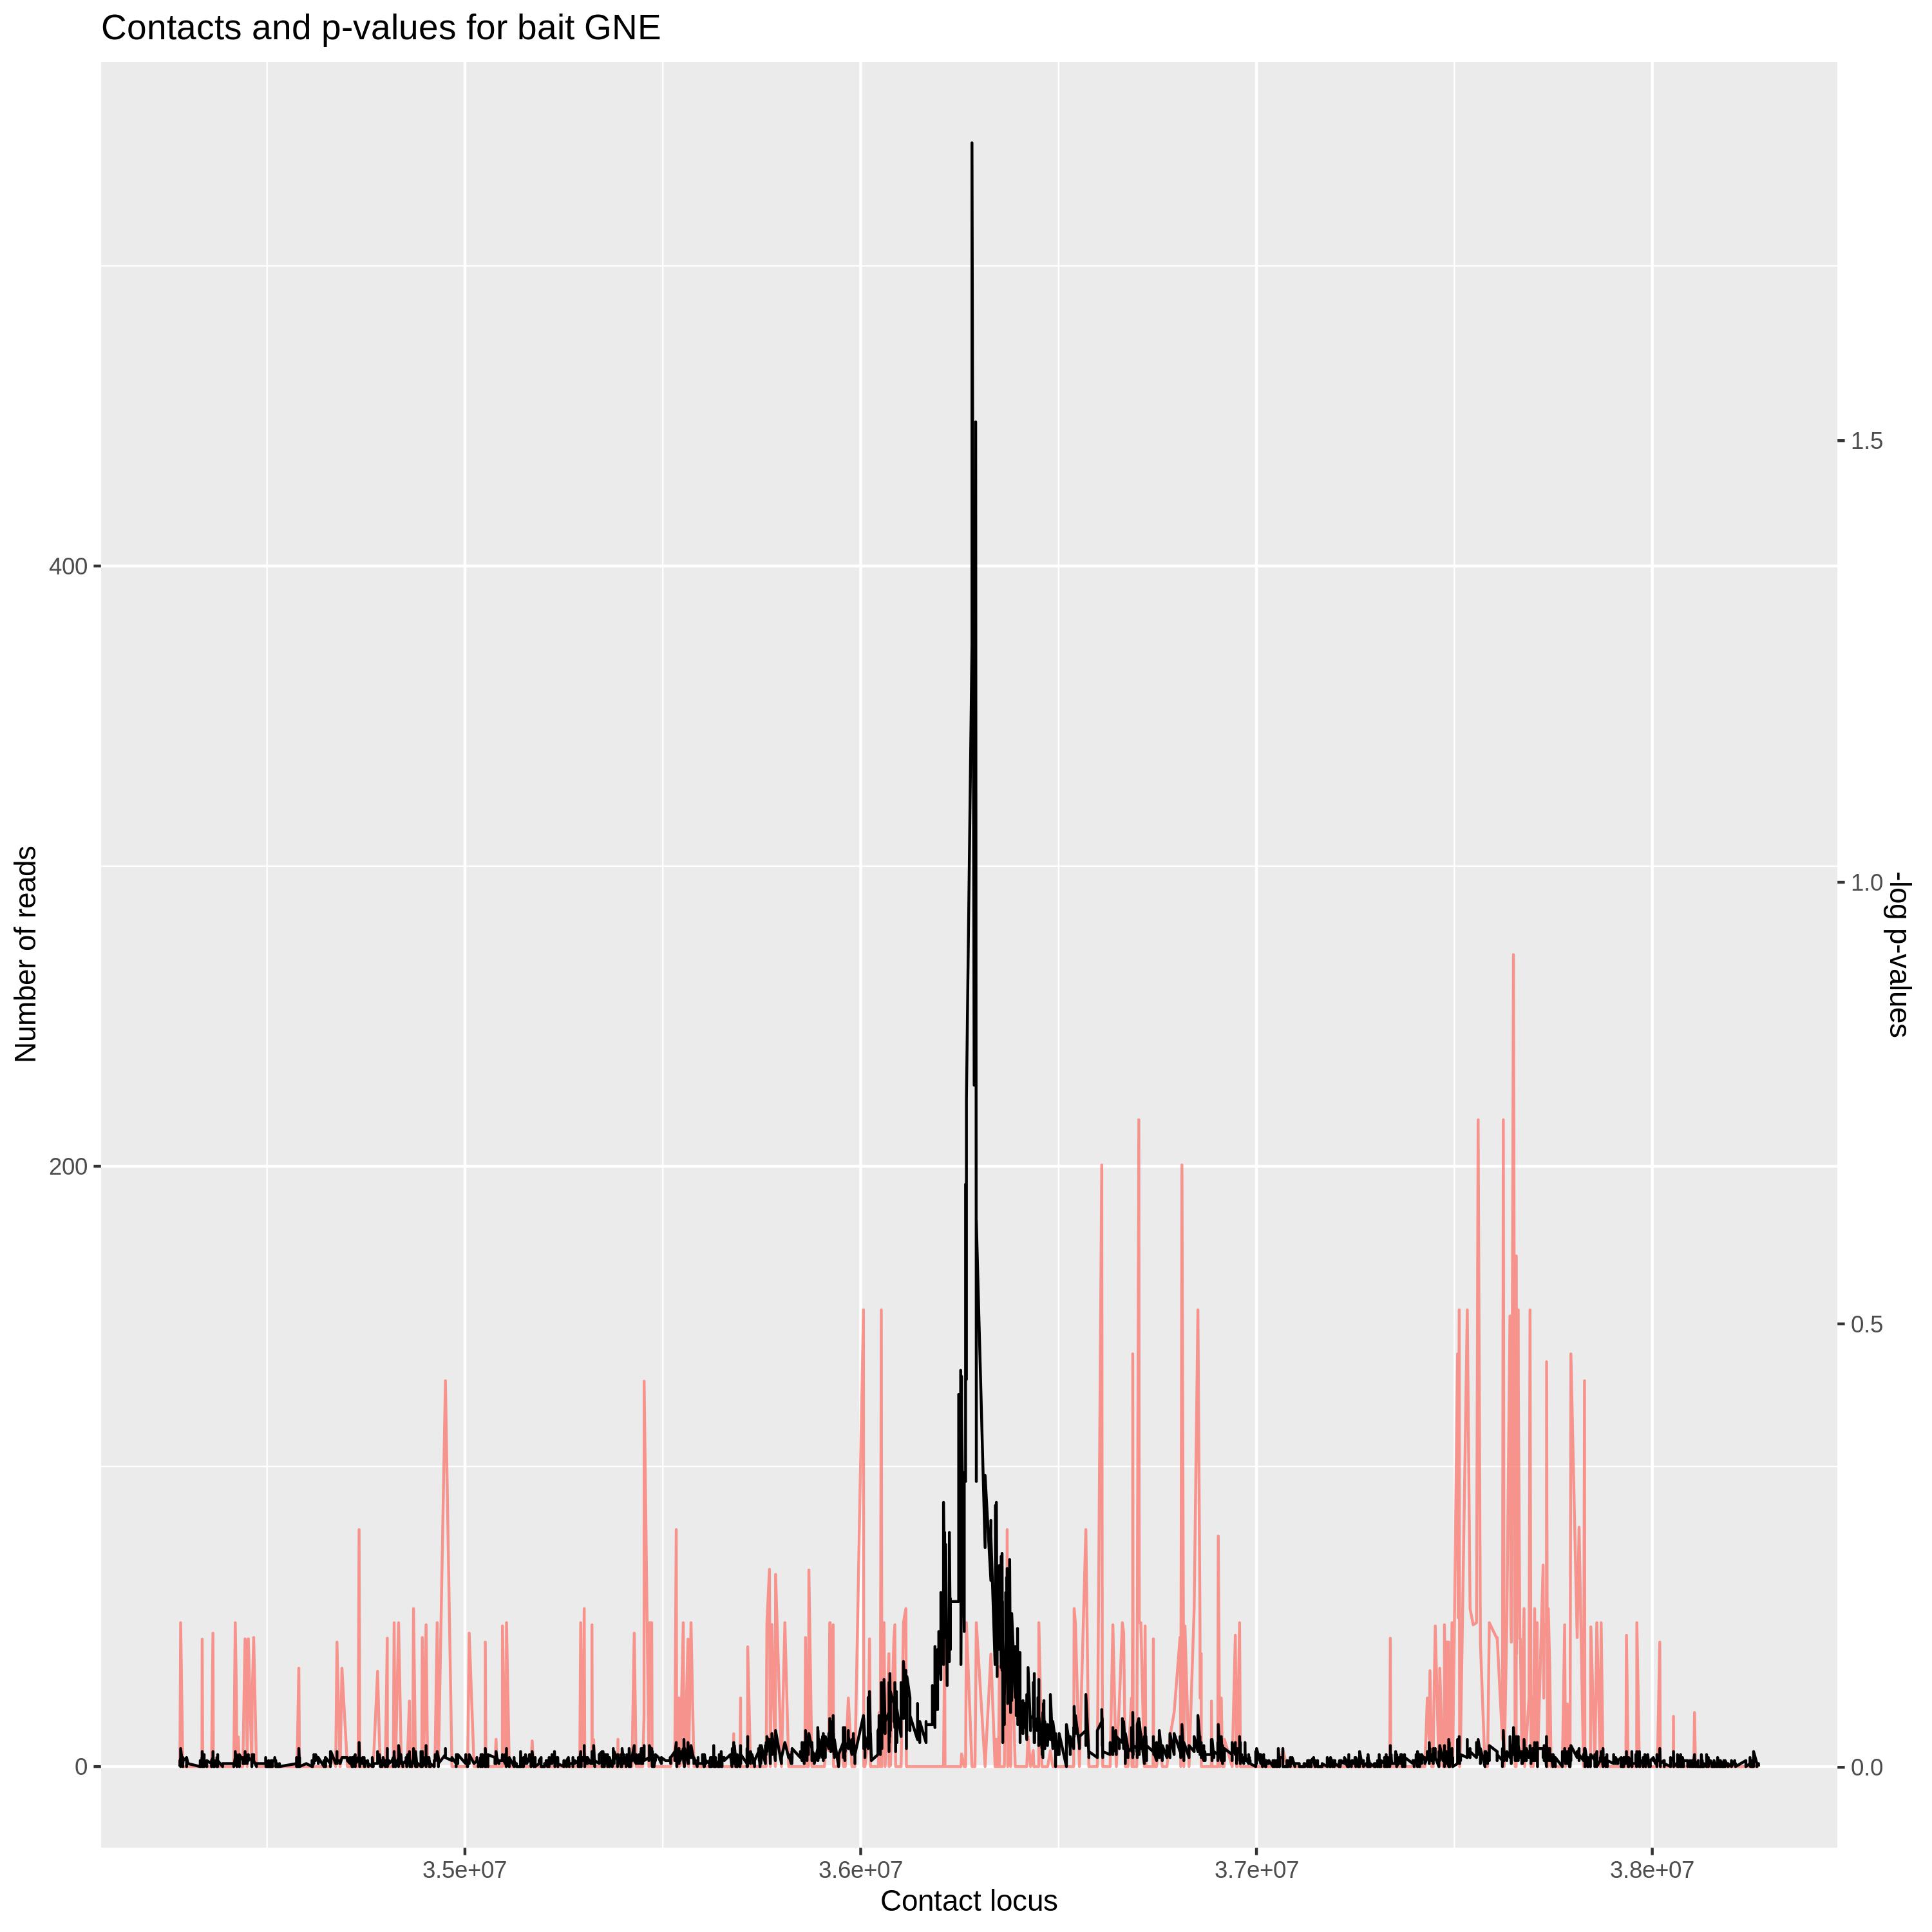 Contacts and p-values for bait GNE
Number of reads
400
200
0
1.5
1.0
0.5
0.0
-log p-values
3.5e+07
3.6e+07
3.7e+07
3.8e+07
Contact locus